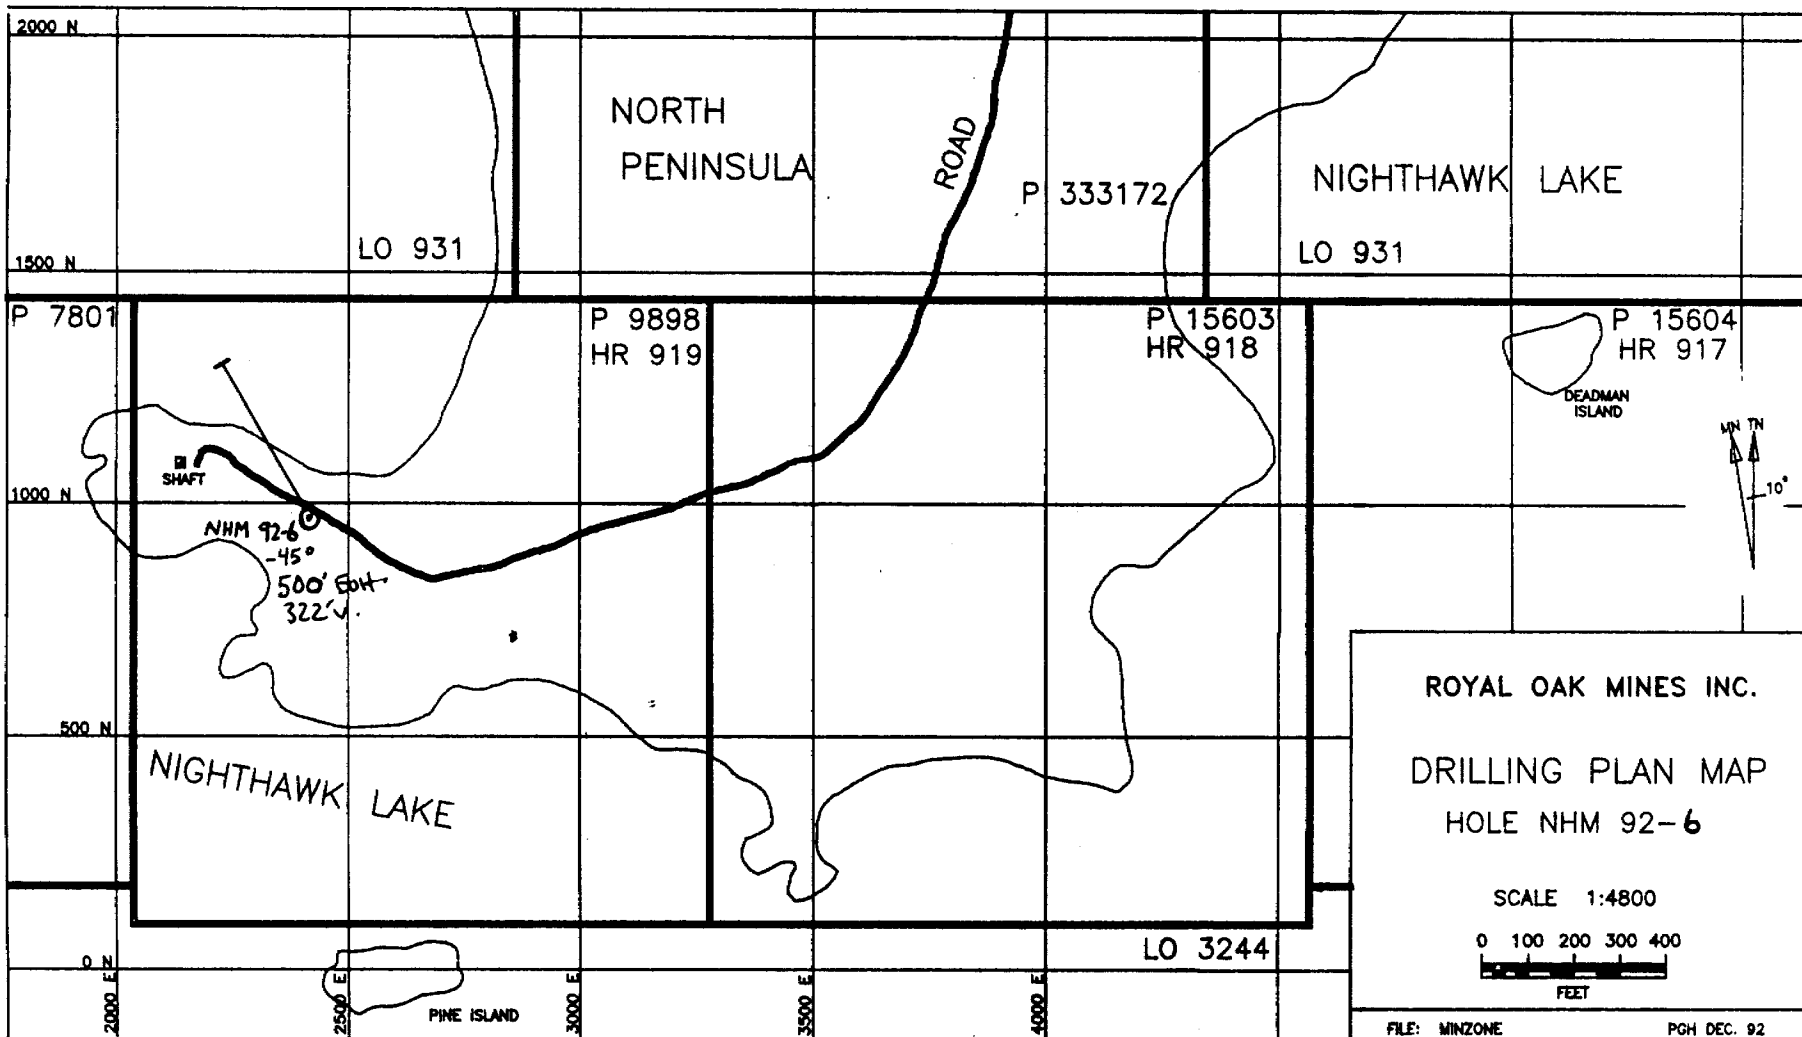 2000 N
NORTH
PENINSULA
ROAD
P 333172
NIGHTHAWK LAKE
LO 931
LO 931
1500 N
P 7801
P 9898
HR 919
P 15603
HR 918
P 15604
HR 917
DEADMAN
ISLAND
MN TN
10°
SHAFT
1000 N
NHM 92-6
-45°
500' EOH
322' v.
500 N
NIGHTHAWK LAKE
ROYAL OAK MINES INC.
DRILLING PLAN MAP
HOLE NHM 92-6
SCALE 1:4800
0 100 200 300 400
FEET
LO 3244
0 N
2000 E
2500 E
3000 E
3500 E
4000 E
PINE ISLAND
FILE: MINZONE
PGH DEC. 92